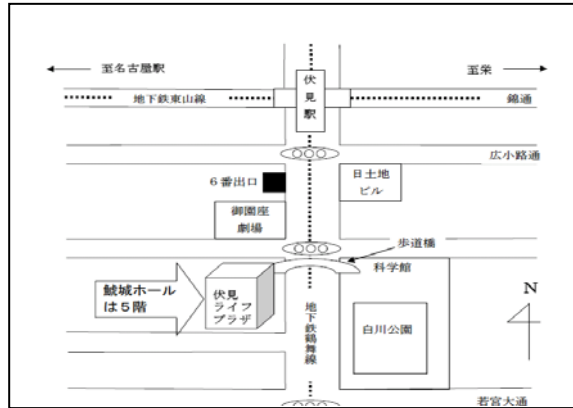 至名古屋駅
至栄
伏見駅
地下鉄東山線
錦通
広小路通
6番出口
日土地
ビル
御園座
劇場
歩道橋
科学館
鯱城ホール
は5階
伏見
ライフ
プラザ
地下鉄鶴舞線
白川公園
N
若宮大通